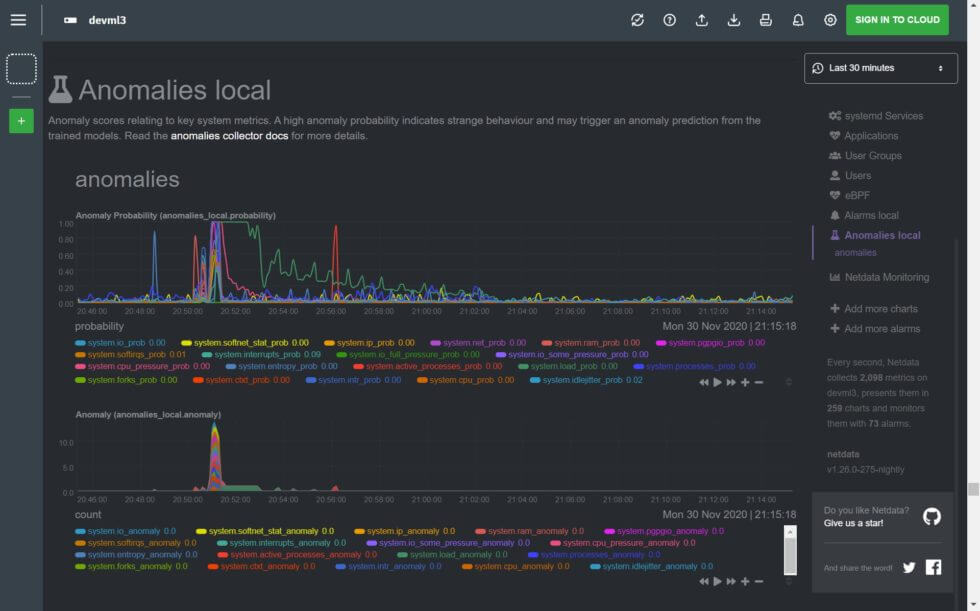 devml3
SIGN IN TO CLOUD
Last 30 minutes
Anomalies local
Anomaly scores relating to key system metrics. A high anomaly probability indicates strange behaviour and may trigger an anomaly prediction from the
trained models. Read the anomalies collector docs for more details.
anomalies
Anomaly Probability (anomalies_local.probability)
1.00
0.80
0.60
0.40
0.20
0.00
20:46:00 20:48:00 20:50:00 20:52:00 20:54:00 20:56:00 20:58:00 21:00:00 21:02:00 21:04:00 21:06:00 21:08:00 21:10:00 21:12:00 21:14:00
probability Mon 30 Nov 2020 | 21:15:18
system.io_prob 0.00 system.softnet_stat_prob 0.00 system.ip_prob 0.00 system.net_prob 0.00 system.ram_prob 0.00 system.pgpgio_prob 0.00
system.softirqs_prob 0.01 system.interrupts_prob 0.09 system.io_full_pressure_prob 0.00 system.io_some_pressure_prob 0.00
system.cpu_pressure_prob 0.00 system.entropy_prob 0.00 system.active_processes_prob 0.00 system.load_prob 0.00 system.processes_prob 0.00
system.forks_prob 0.00 system.ctxt_prob 0.00 system.intr_prob 0.00 system.cpu_prob 0.00 system.idlejitter_prob 0.02
Anomaly (anomalies_local.anomaly)
10.0
5.0
0.0
20:46:00 20:48:00 20:50:00 20:52:00 20:54:00 20:56:00 20:58:00 21:00:00 21:02:00 21:04:00 21:06:00 21:08:00 21:10:00 21:12:00 21:14:00
count Mon 30 Nov 2020 | 21:15:18
system.io_anomaly 0.0 system.softnet_stat_anomaly 0.0 system.ip_anomaly 0.0 system.ram_anomaly 0.0 system.pgpgio_anomaly 0.0
system.softirqs_anomaly 0.0 system.interrupts_anomaly 0.0 system.io_some_pressure_anomaly 0.0 system.cpu_pressure_anomaly 0.0
system.entropy_anomaly 0.0 system.active_processes_anomaly 0.0 system.load_anomaly 0.0 system.processes_anomaly 0.0
system.forks_anomaly 0.0 system.ctxt_anomaly 0.0 system.intr_anomaly 0.0 system.cpu_anomaly 0.0 system.idlejitter_anomaly 0.0
systemd Services
Applications
User Groups
Users
eBPF
Alarms local
Anomalies local
anomalies
Netdata Monitoring
Add more charts
Add more alarms
Every second, Netdata
collects 2,098 metrics on
devml3, presents them in
259 charts and monitors
them with 73 alarms.
netdata
v1.26.0-275-nightly
Do you like Netdata?
Give us a star!
And share the word!